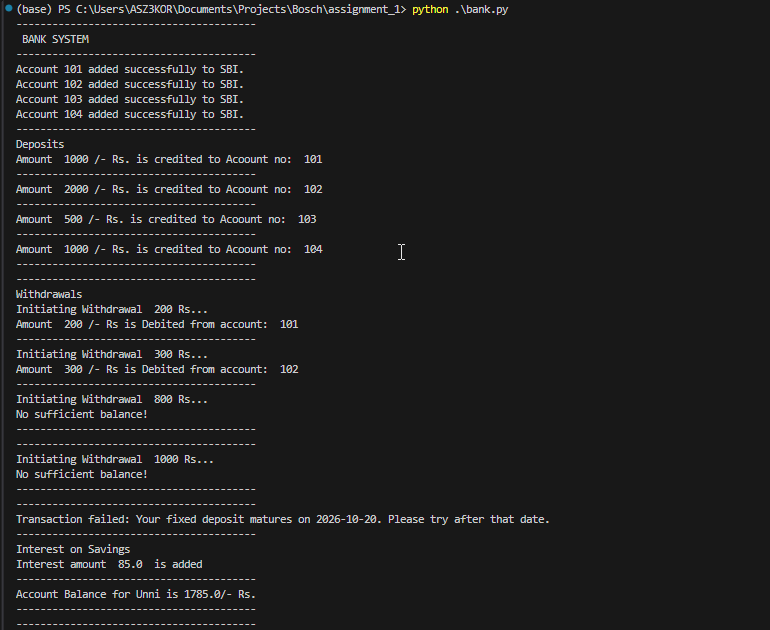 (base) PS C:\Users\ASZ3KOR\Documents\Projects\Bosch\assignment_1> python .\bank.py
----------------------------------------
 BANK SYSTEM
----------------------------------------
Account 101 added successfully to SBI.
Account 102 added successfully to SBI.
Account 103 added successfully to SBI.
Account 104 added successfully to SBI.
----------------------------------------
Deposits
Amount  1000 /- Rs. is credited to Acoount no:  101
----------------------------------------
Amount  2000 /- Rs. is credited to Acoount no:  102
----------------------------------------
Amount  500 /- Rs. is credited to Acoount no:  103
----------------------------------------
Amount  1000 /- Rs. is credited to Acoount no:  104
----------------------------------------
----------------------------------------
Withdrawals
Initiating Withdrawal  200 Rs...
Amount  200 /- Rs is Debited from account:  101
----------------------------------------
Initiating Withdrawal  300 Rs...
Amount  300 /- Rs is Debited from account:  102
----------------------------------------
Initiating Withdrawal  800 Rs...
No sufficient balance!
----------------------------------------
----------------------------------------
Initiating Withdrawal  1000 Rs...
No sufficient balance!
----------------------------------------
----------------------------------------
Transaction failed: Your fixed deposit matures on 2026-10-20. Please try after that date.
----------------------------------------
Interest on Savings
Interest amount  85.0  is added
----------------------------------------
Account Balance for Unni is 1785.0/- Rs.
----------------------------------------
----------------------------------------